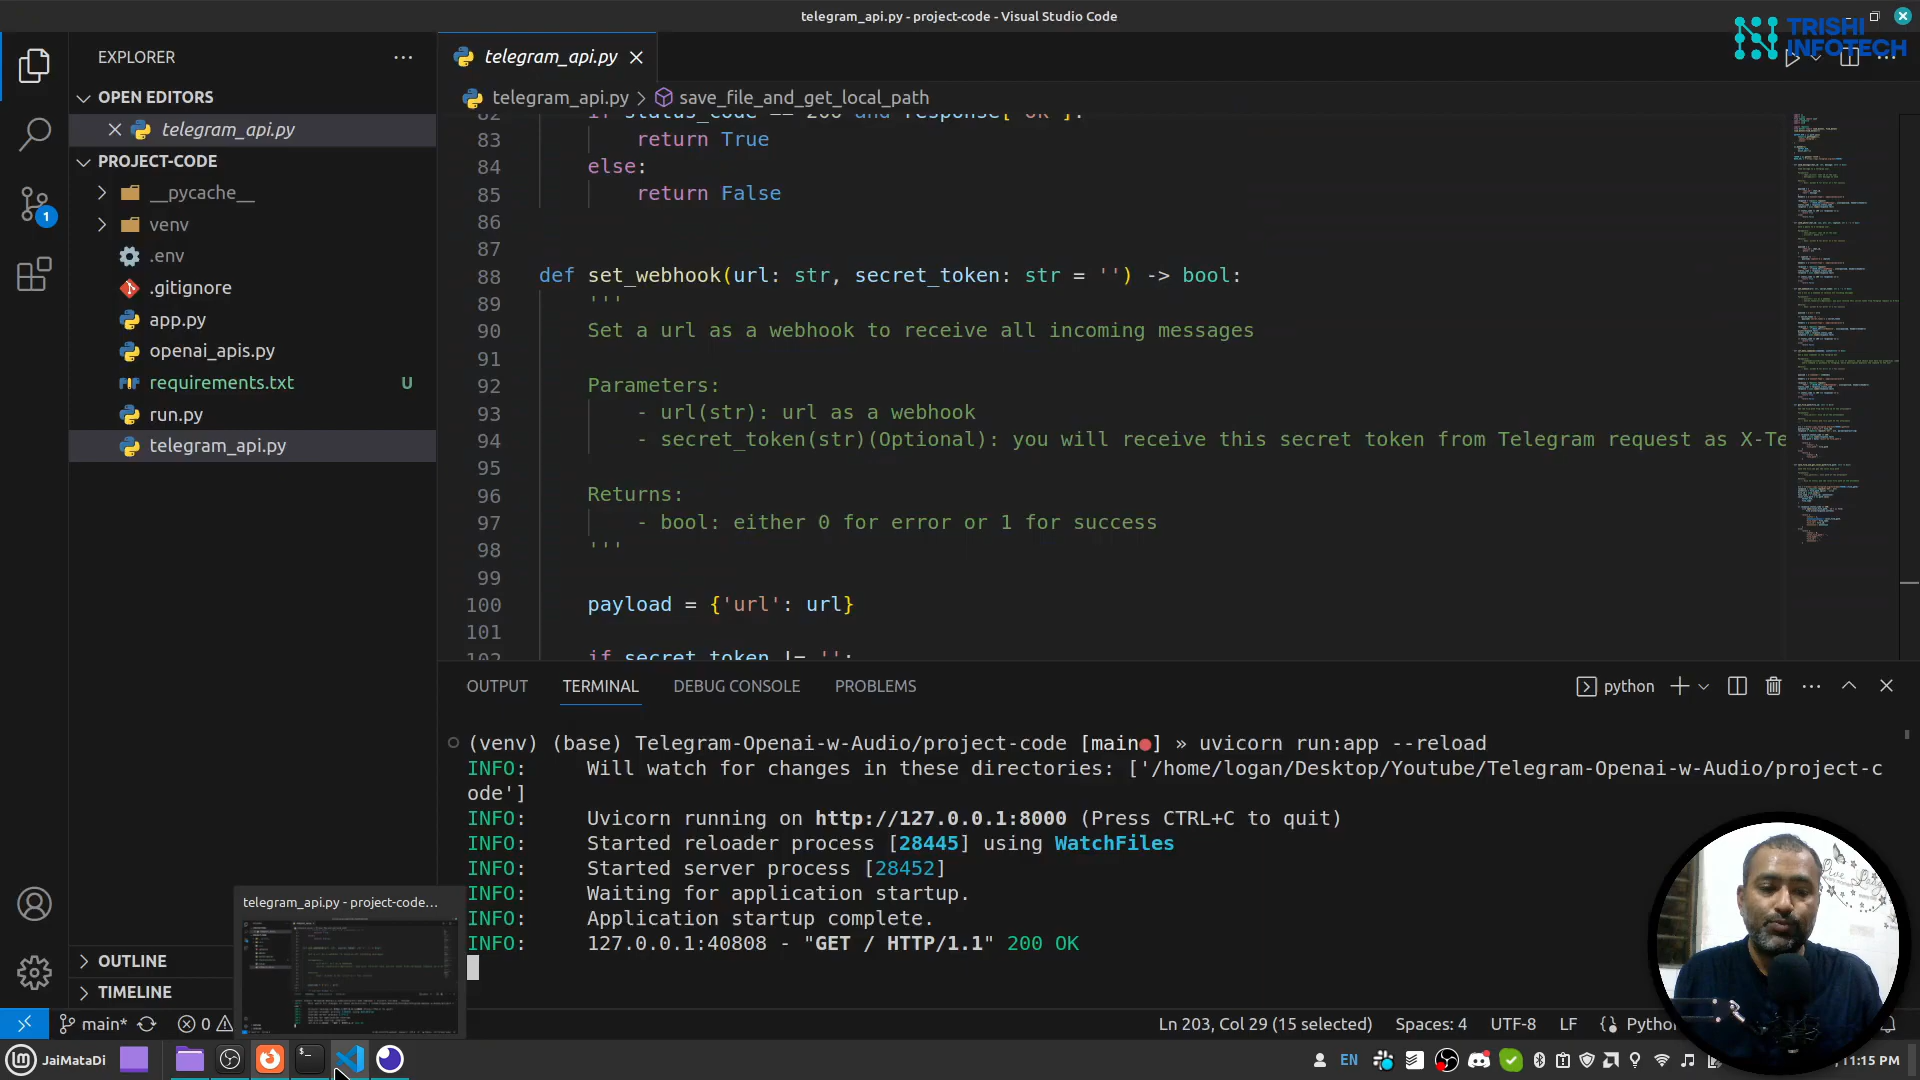 telegram_api.py - project-code - Visual Studio Code
TRISHI
INFOTECH
EXPLORER
OPEN EDITORS
telegram_api.py
PROJECT-CODE
__pycache__
venv
.env
.gitignore
app.py
openai_apis.py
requirements.txt U
run.py
telegram_api.py
OUTLINE
TIMELINE
1
telegram_api.py
telegram_api.py > save_file_and_get_local_path
82 if status_code == 200 and response['ok']:
83 return True
84 else:
85 return False
86
87
88 def set_webhook(url: str, secret_token: str = '') -> bool:
89 '''
90 Set a url as a webhook to receive all incoming messages
91
92 Parameters:
93 - url(str): url as a webhook
94 - secret_token(str)(Optional): you will receive this secret token from Telegram request as X-Te
95
96 Returns:
97 - bool: either 0 for error or 1 for success
98 '''
99
100 payload = {'url': url}
101
102 if secret_token != '':
OUTPUT TERMINAL DEBUG CONSOLE PROBLEMS
python
(venv) (base) Telegram-Openai-w-Audio/project-code [main●] » uvicorn run:app --reload
INFO: Will watch for changes in these directories: ['/home/logan/Desktop/Youtube/Telegram-Openai-w-Audio/project-c
ode']
INFO: Uvicorn running on http://127.0.0.1:8000 (Press CTRL+C to quit)
INFO: Started reloader process [28445] using WatchFiles
INFO: Started server process [28452]
INFO: Waiting for application startup.
INFO: Application startup complete.
INFO: 127.0.0.1:40808 - "GET / HTTP/1.1" 200 OK
telegram_api.py - project-code...
main* 0
Ln 203, Col 29 (15 selected) Spaces: 4 UTF-8 LF
JaiMataDi
EN
11:15 PM